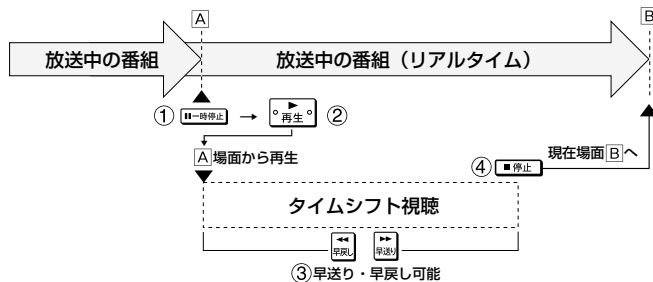 A
B
放送中の番組
放送中の番組（リアルタイム）
① 一時停止 → 再生 ②
A 場面から再生
④ 停止
現在場面 B へ
タイムシフト視聴
早戻し 早送り
③早送り・早戻し可能